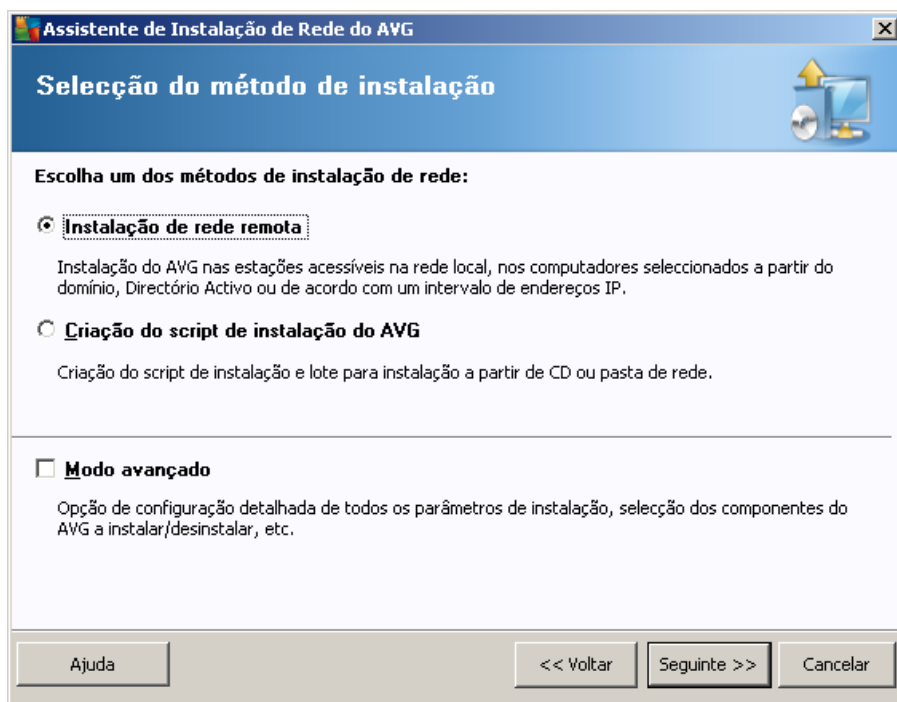 Assistente de Instalação de Rede do AVG
Selecção do método de instalação
Escolha um dos métodos de instalação de rede:
Instalação de rede remota
Instalação do AVG nas estações acessíveis na rede local, nos computadores seleccionados a partir do
domínio, Directório Activo ou de acordo com um intervalo de endereços IP.
Criação do script de instalação do AVG
Criação do script de instalação e lote para instalação a partir de CD ou pasta de rede.
Modo avançado
Opção de configuração detalhada de todos os parâmetros de instalação, selecção dos componentes do
AVG a instalar/desinstalar, etc.
Ajuda
<< Voltar
Seguinte >>
Cancelar